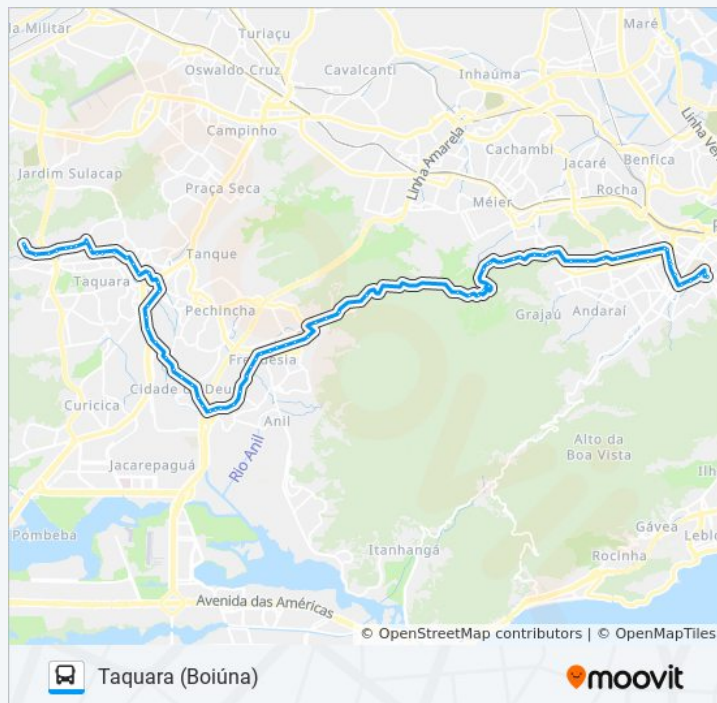 la Militar
Turiaçu
Maré
Oswaldo Cruz
Cavalcanti
Inhaúma
Campinho
Linha Amarela
Cachambi
Linha Ve
Jardim Sulacap
Praça Seca
Jacaré
Benfica
Méier
Rocha
Tanque
Taquara
Pechincha
Grajaú
Andaraí
Freguesia
Cidade de Deu
Curicica
Anil
Jacarepaguá
Rio Anil
Alto da
Boa Vista
Ilh
Pombeba
Itanhangá
Gávea
Leblo
Rocinha
Avenida das Américas
© OpenStreetMap contributors | © OpenMapTiles
Taquara (Boiúna)
moovit